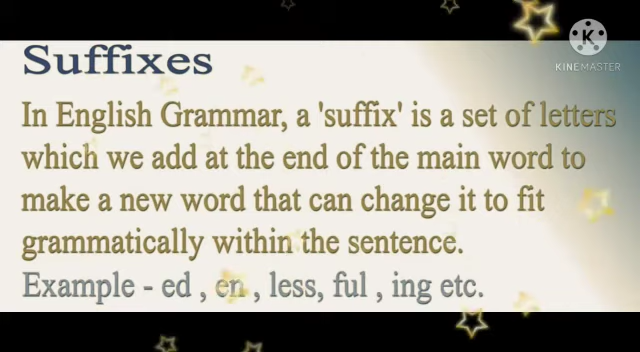 KINEMASTER
Suffixes
In English Grammar, a 'suffix' is a set of letters
which we add at the end of the main word to
make a new word that can change it to fit
grammatically within the sentence.
Example - ed , en , less, ful , ing etc.